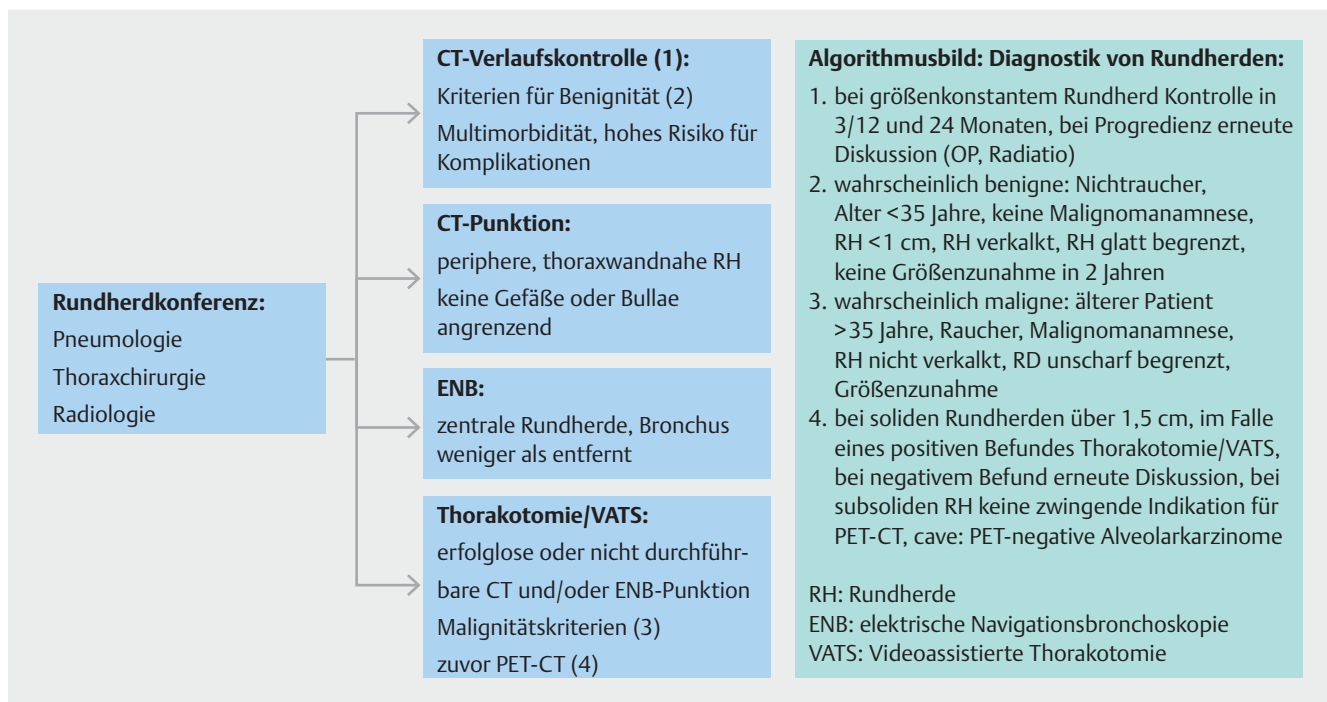 Rundherdkonferenz:
Pneumologie
Thoraxchirurgie
Radiologie
CT-Verlaufskontrolle (1):
Kriterien für Benignität (2)
Multimorbidität, hohes Risiko für
Komplikationen
CT-Punktion:
periphere, thoraxwandnahe RH
keine Gefäße oder Bullae
angrenzend
ENB:
zentrale Rundherde, Bronchus
weniger als entfernt
Thorakotomie/VATS:
erfolglose oder nicht durchführ-
bare CT und/oder ENB-Punktion
Malignitätskriterien (3)
zuvor PET-CT (4)
Algorithmusbild: Diagnostik von Rundherden:
1. bei größenkonstantem Rundherd Kontrolle in
3/12 und 24 Monaten, bei Progredienz erneute
Diskussion (OP, Radiatio)
2. wahrscheinlich benigne: Nichtraucher,
Alter <35 Jahre, keine Malignomanamnese,
RH <1 cm, RH verkalkt, RH glatt begrenzt,
keine Größenzunahme in 2 Jahren
3. wahrscheinlich maligne: älterer Patient
>35 Jahre, Raucher, Malignomanamnese,
RH nicht verkalkt, RD unscharf begrenzt,
Größenzunahme
4. bei soliden Rundherden über 1,5 cm, im Falle
eines positiven Befundes Thorakotomie/VATS,
bei negativem Befund erneute Diskussion, bei
subsoliden RH keine zwingende Indikation für
PET-CT, cave: PET-negative Alveolarkarzinome
RH: Rundherde
ENB: elektrische Navigationsbronchoskopie
VATS: Videoassistierte Thorakotomie